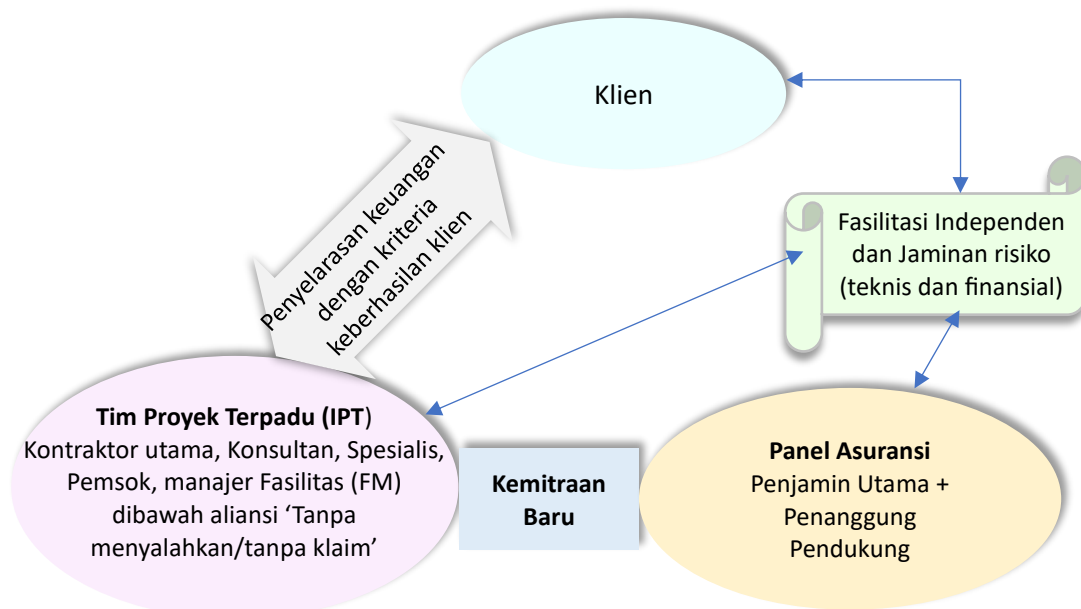 Klien
Penyelarasan keuangan
dengan kriteria
keberhasilan klien
Fasilitasi Independen
dan Jaminan risiko
(teknis dan finansial)
Tim Proyek Terpadu (IPT)
Kontraktor utama, Konsultan, Spesialis,
Pemsok, manajer Fasilitas (FM)
dibawah aliansi ‘Tanpa
menyalahkan/tanpa klaim’
Kemitraan
Baru
Panel Asuransi
Penjamin Utama +
Penanggung
Pendukung